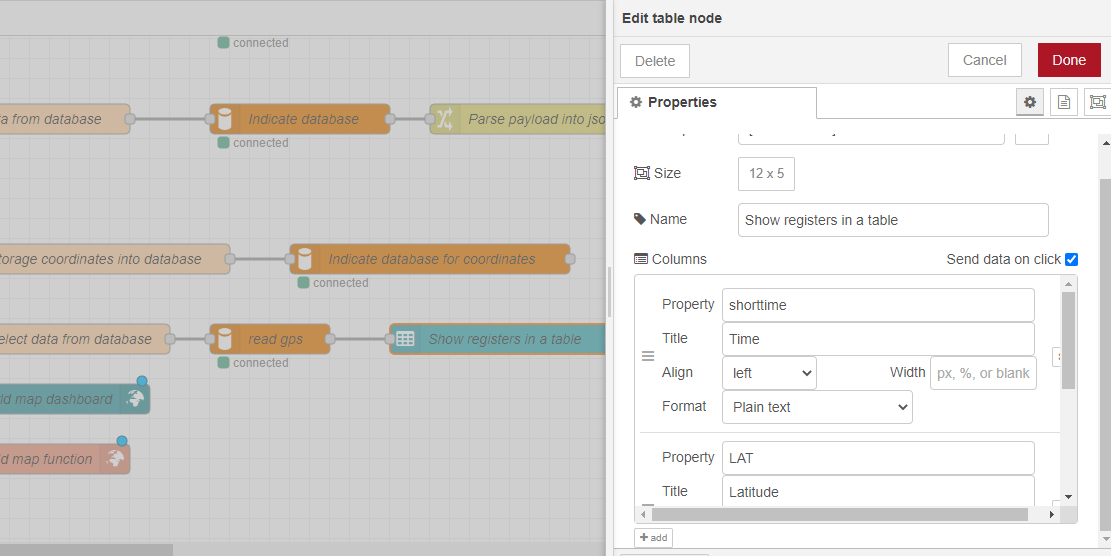 Edit table node
Delete
Cancel
Done
Properties
Size
12 x 5
Name
Show registers in a table
Columns
Send data on click
Property
shorttime
Title
Time
Align
left
Width
px, %, or blank
Format
Plain text
Property
LAT
Title
Latitude
add
connected
from database
Indicate database
Parse payload into jso
connected
torage coordinates into database
Indicate database for coordinates
connected
elect data from database
read gps
Show registers in a table
connected
ld map dashboard
ld map function